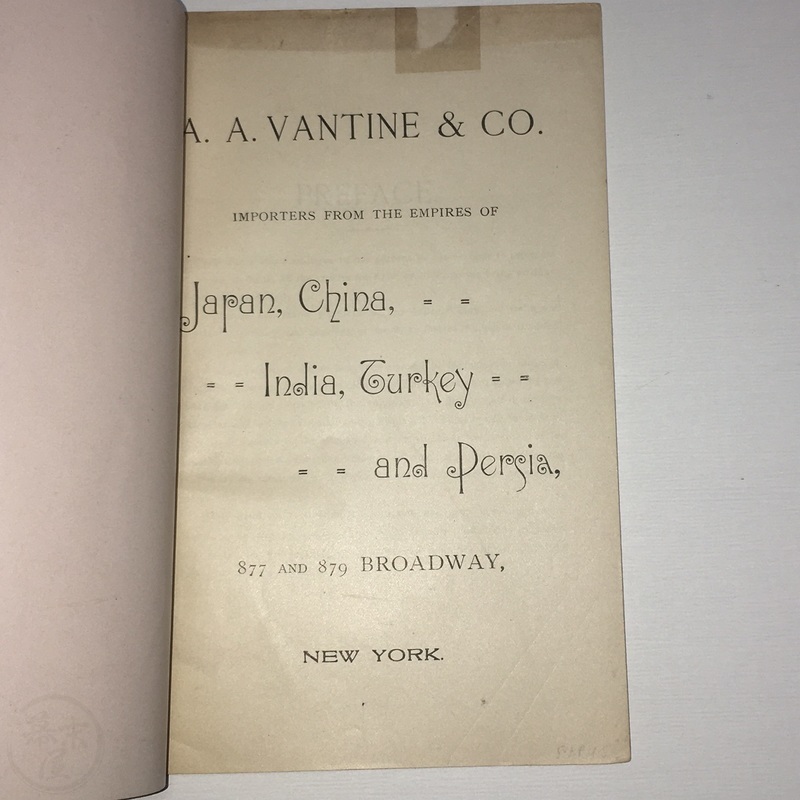 A. A. VANTINE & CO.
PREFACE
IMPORTERS FROM THE EMPIRES OF
Japan, China, = =
= = India, Turkey = =
= = and Persia,
877 AND 879 BROADWAY,
NEW YORK.